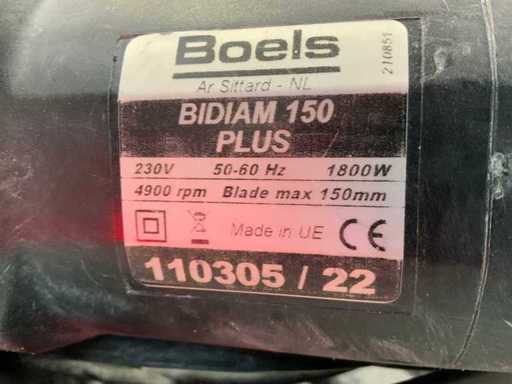 Boels
Ar Sittard - NL
210851
BIDIAM 150
PLUS
230V 50-60 Hz 1800W
4900 rpm Blade max 150mm
Made in UE CE
110305 / 22